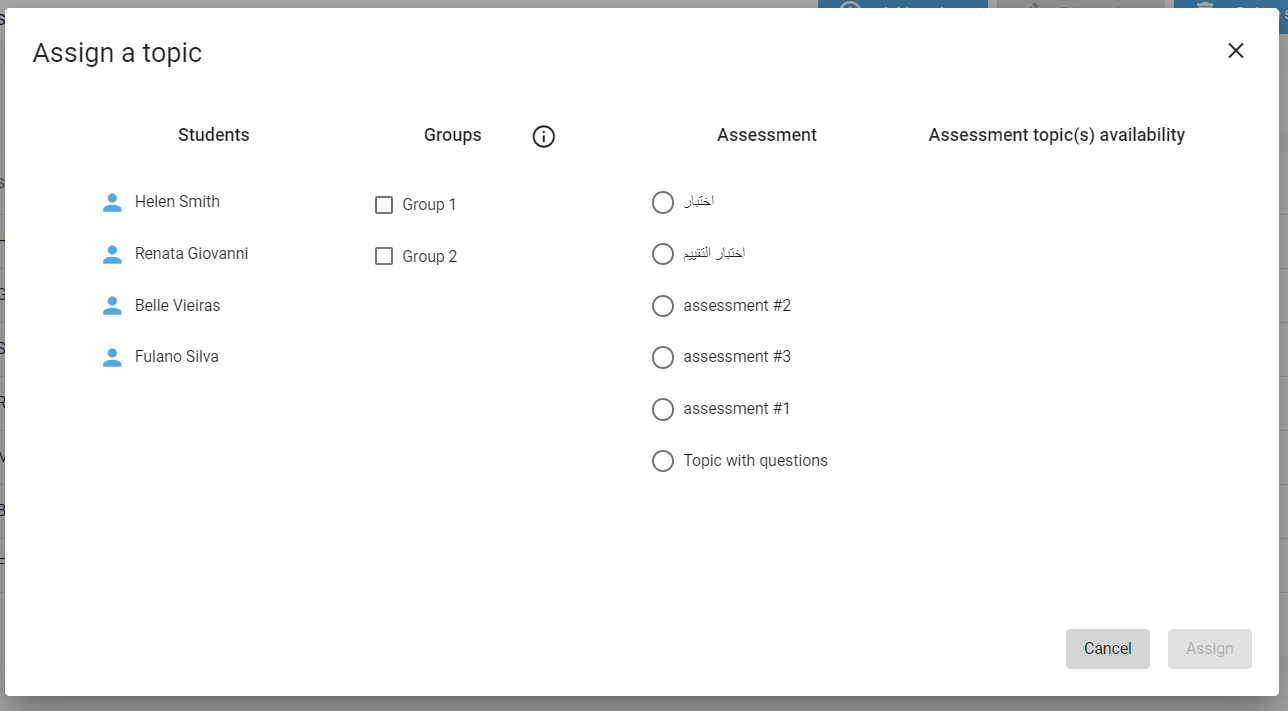 Assign a topic
Students
Groups
Assessment
Assessment topic(s) availability
Helen Smith
Renata Giovanni
Belle Vieiras
Fulano Silva
Group 1
Group 2
اختبار
اختبار التقييم
assessment #2
assessment #3
assessment #1
Topic with questions
Cancel
Assign